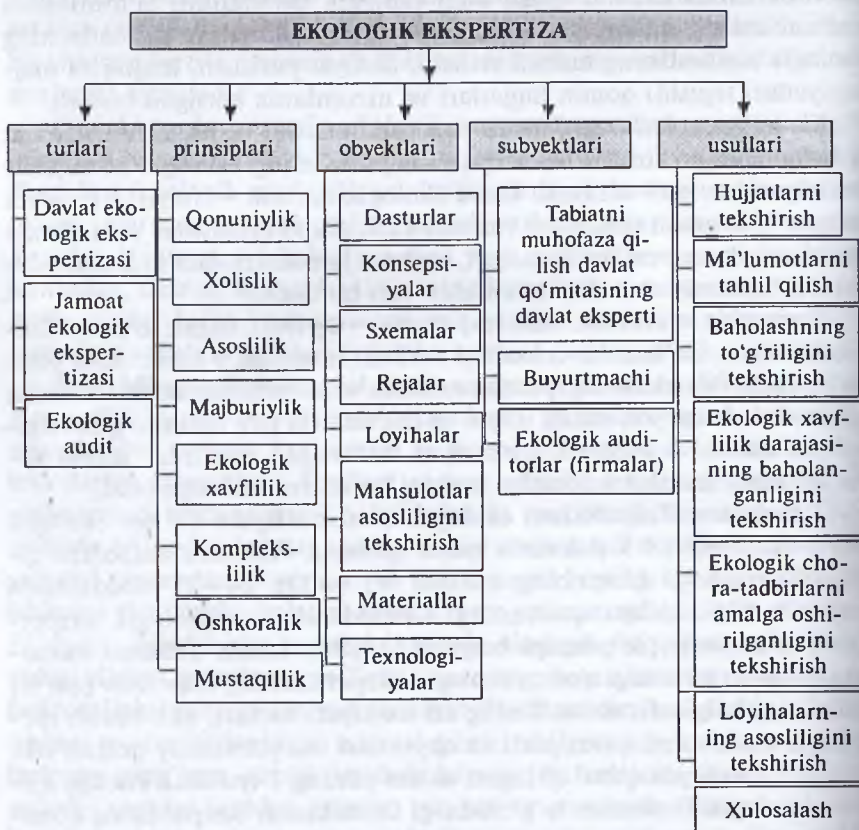 EKOLOGIK EKSPERTIZA
turlari
Davlat eko-
logik eks-
pertizasi
Jamoat
ekologik
eksper-
tizasi
Ekologik
audit
prinsiplari
Qonuniylik
Xolislik
Asoslilik
Majburiylik
Ekologik
xavflilik
Kompleks-
lilik
Oshkoralik
Mustaqillik
obyektlari
Dasturlar
Konsepsi-
yalar
Sxemalar
Rejalar
Loyihalar
Mahsulotlar
asosliligini
tekshirish
Materiallar
Texnologi-
yalar
subyektlari
Tabiatni
muhofaza qi-
lish davlat
qo‘mitasining
davlat eksperti
Buyurtmachi
Ekologik audi-
torlar (firmalar)
usullari
Hujjatlarni
tekshirish
Ma’lumotlarni
tahlil qilish
Baholashning
to‘g‘riligini
tekshirish
Ekologik xavf-
lilik darajasi-
ning baholan-
ganligini
tekshirish
Ekologik cho-
ra-tadbirlarni
amalga oshi-
rilganligini
tekshirish
Loyihalarn-
ing asosliligini
tekshirish
Xulosalash